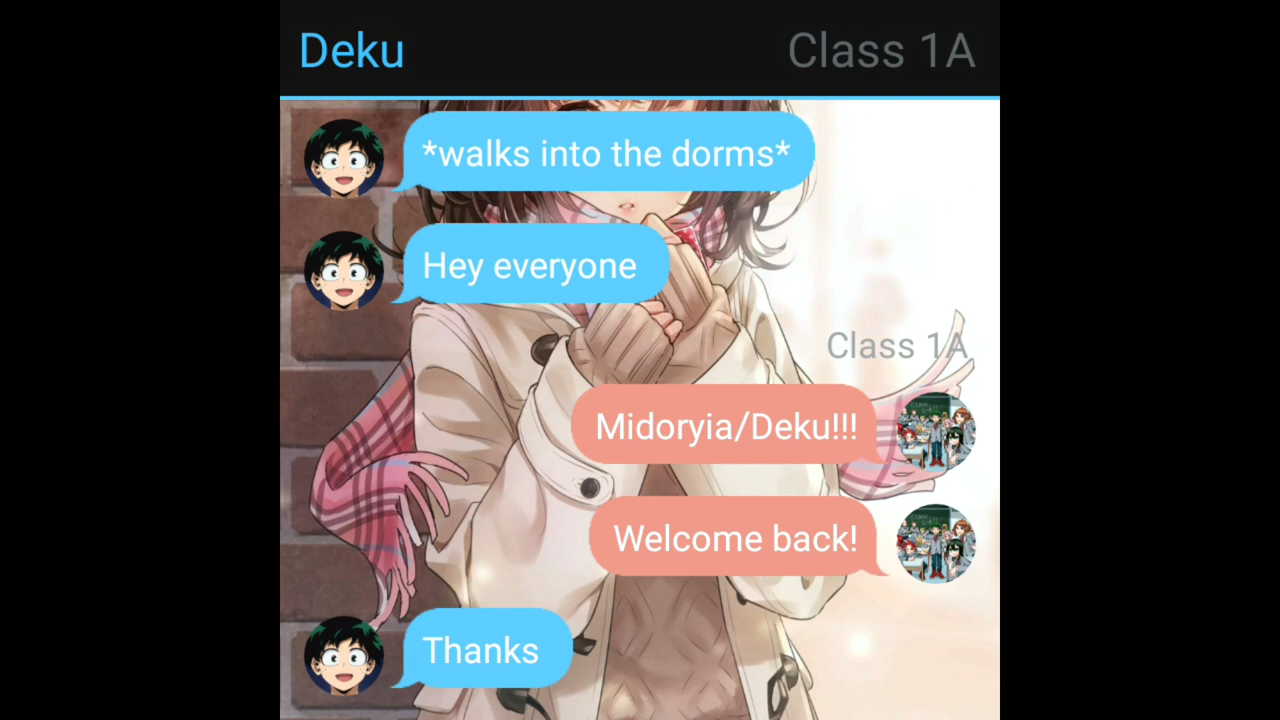 Deku
Class 1A
*walks into the dorms*
Hey everyone
Class 1A
Midoryia/Deku!!!
Welcome back!
Thanks